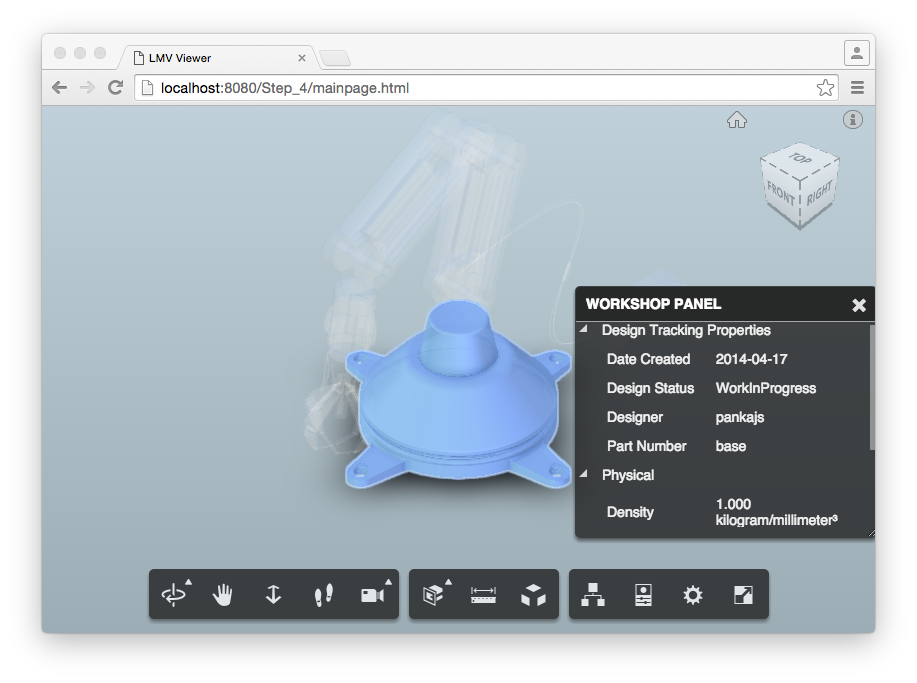 LMV Viewer
localhost:8080/Step_4/mainpage.html
TOP
FRONT
RIGHT
WORKSHOP PANEL
Design Tracking Properties
Date Created 2014-04-17
Design Status WorkInProgress
Designer pankajs
Part Number base
Physical
Density 1.000
kilogram/millimeter³